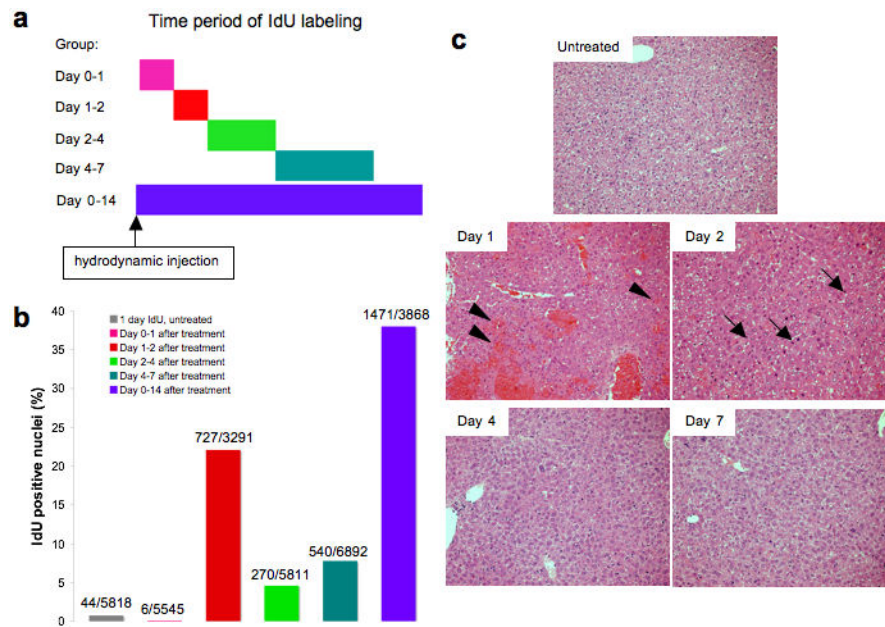 a
Time period of IdU labeling
Group:
Day 0-1
Day 1-2
Day 2-4
Day 4-7
Day 0-14
hydrodynamic injection
b
IdU positive nuclei (%)
40
35
30
25
20
15
10
5
0
1 day IdU, untreated
Day 0-1 after treatment
Day 1-2 after treatment
Day 2-4 after treatment
Day 4-7 after treatment
Day 0-14 after treatment
44/5818
6/5545
727/3291
270/5811
540/6892
1471/3868
c
Untreated
Day 1
Day 2
Day 4
Day 7